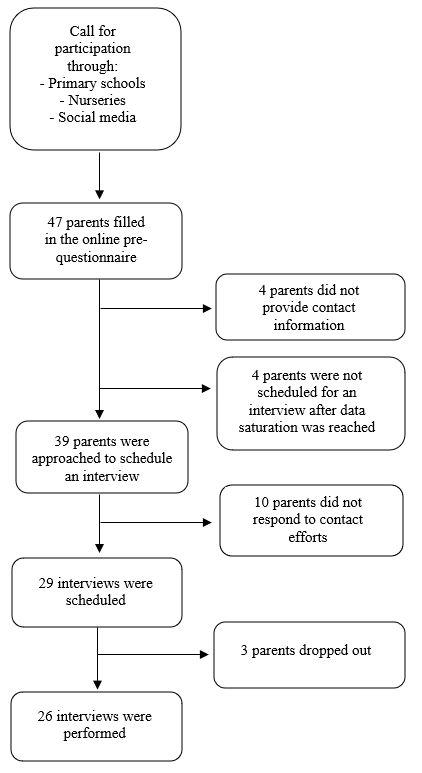 Call for
participation
through:
- Primary schools
- Nurseries
- Social media
47 parents filled
in the online pre-
questionnaire
4 parents did not
provide contact
information
4 parents were not
scheduled for an
interview after data
saturation was reached
39 parents were
approached to schedule
an interview
10 parents did not
respond to contact
efforts
29 interviews were
scheduled
3 parents dropped out
26 interviews were
performed